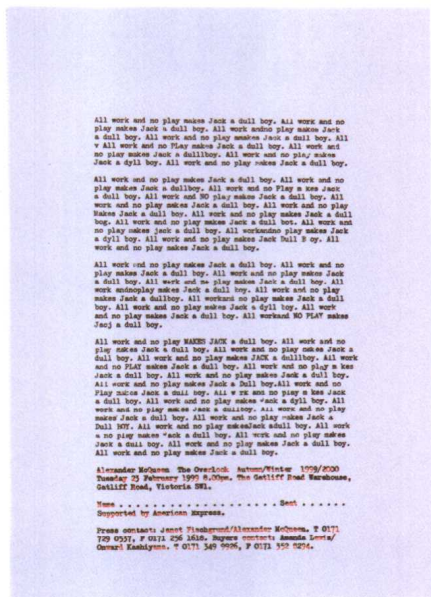 All work and no play makes Jack a dull boy. All work and no
play makes Jack a dull boy. All work andno play makes Jack
a dull boy. All work and no play amakes Jack a dull boy. All
v All work and no PLay makes Jack a dull boy. All work and
no play makes Jack a dullboy. All work and no play makes
Jack a dyll boy. All work and no play makes Jack a dull boy.
All work and no play makes Jack a dull boy. All work and no
play makes Jack a dullboy. All work and no Play m kes Jack
a dull boy. All work and NO play makes Jack a dull boy. All
work and no play makes Jack a dull boy. All work and no play
Makes Jack a dull boy. All work and no play makes Jack a dull
bog. All work and no play makes Jack a dull bot. All work and
no play makes jack a dull boy. All workandno play makes Jack
a dyll boy. All work and no play makes Jack Dull B oy. All
work and no play makes Jack a dull boy.
All work and no play makes Jack a dull boy. All work and no
play makes Jack a dull boy. All work and no play makes Jack
a dull boy. All work and no play makes Jack a dull boy. All
work andnoplay makes Jack a dull boy. All work and no play
makes Jack a dullboy. All workand no play makes Jack a dull
boy. All work and no play makes Jack a dyll boy. All work
and no play makes Jack a dull boy. All workand NO PLAY makes
Jacj a dull boy.
All work and no play MAKES JACK a dull boy. All work and no
play makes Jack a dull boy. All work and no play makes Jack a
dull boy. All work and no play makes JACK a dullboy. All work
and no PLAY makes Jack a dull boy. All work and no play m kes
Jack a dull boy. All work and no play makes Jack a dull boy.
All work and no play makes Jack a Dull boy.All work and no
Play makes Jack a dull boy. All w rk and no play m kes Jack
a dull boy. All work and no play makes Jack a dyll boy. All
work and no play makes Jack a dullboy. All work and no play
makes Jack a dull boy. All work and no play makes Jack a
Dull BOY. All work and no play makesJack adull boy. All work
a no play makes Jack a dull boy. All work and no play makes
Jack a dull boy. All work and no play makes Jack a dull boy.
All work and no play makes Jack a dull boy.
Alexander McQueen The Overlook Autumn/Winter 1999/2000
Tuesday 23 February 1999 8.00pm. The Gatliff Road Warehouse,
Gatliff Road, Victoria SW1.
Name . . . . . . . . . . . . . . . . . . Seat . . . . . .
Supported by American Express.
Press contact: Janet Fischgrund/Alexander McQueen. T 0171
729 0537, F 0171 256 1618. Buyers contact: Amanda Lewis/
Onward Kashiyama. T 0171 349 9926, F 0171 352 0294.